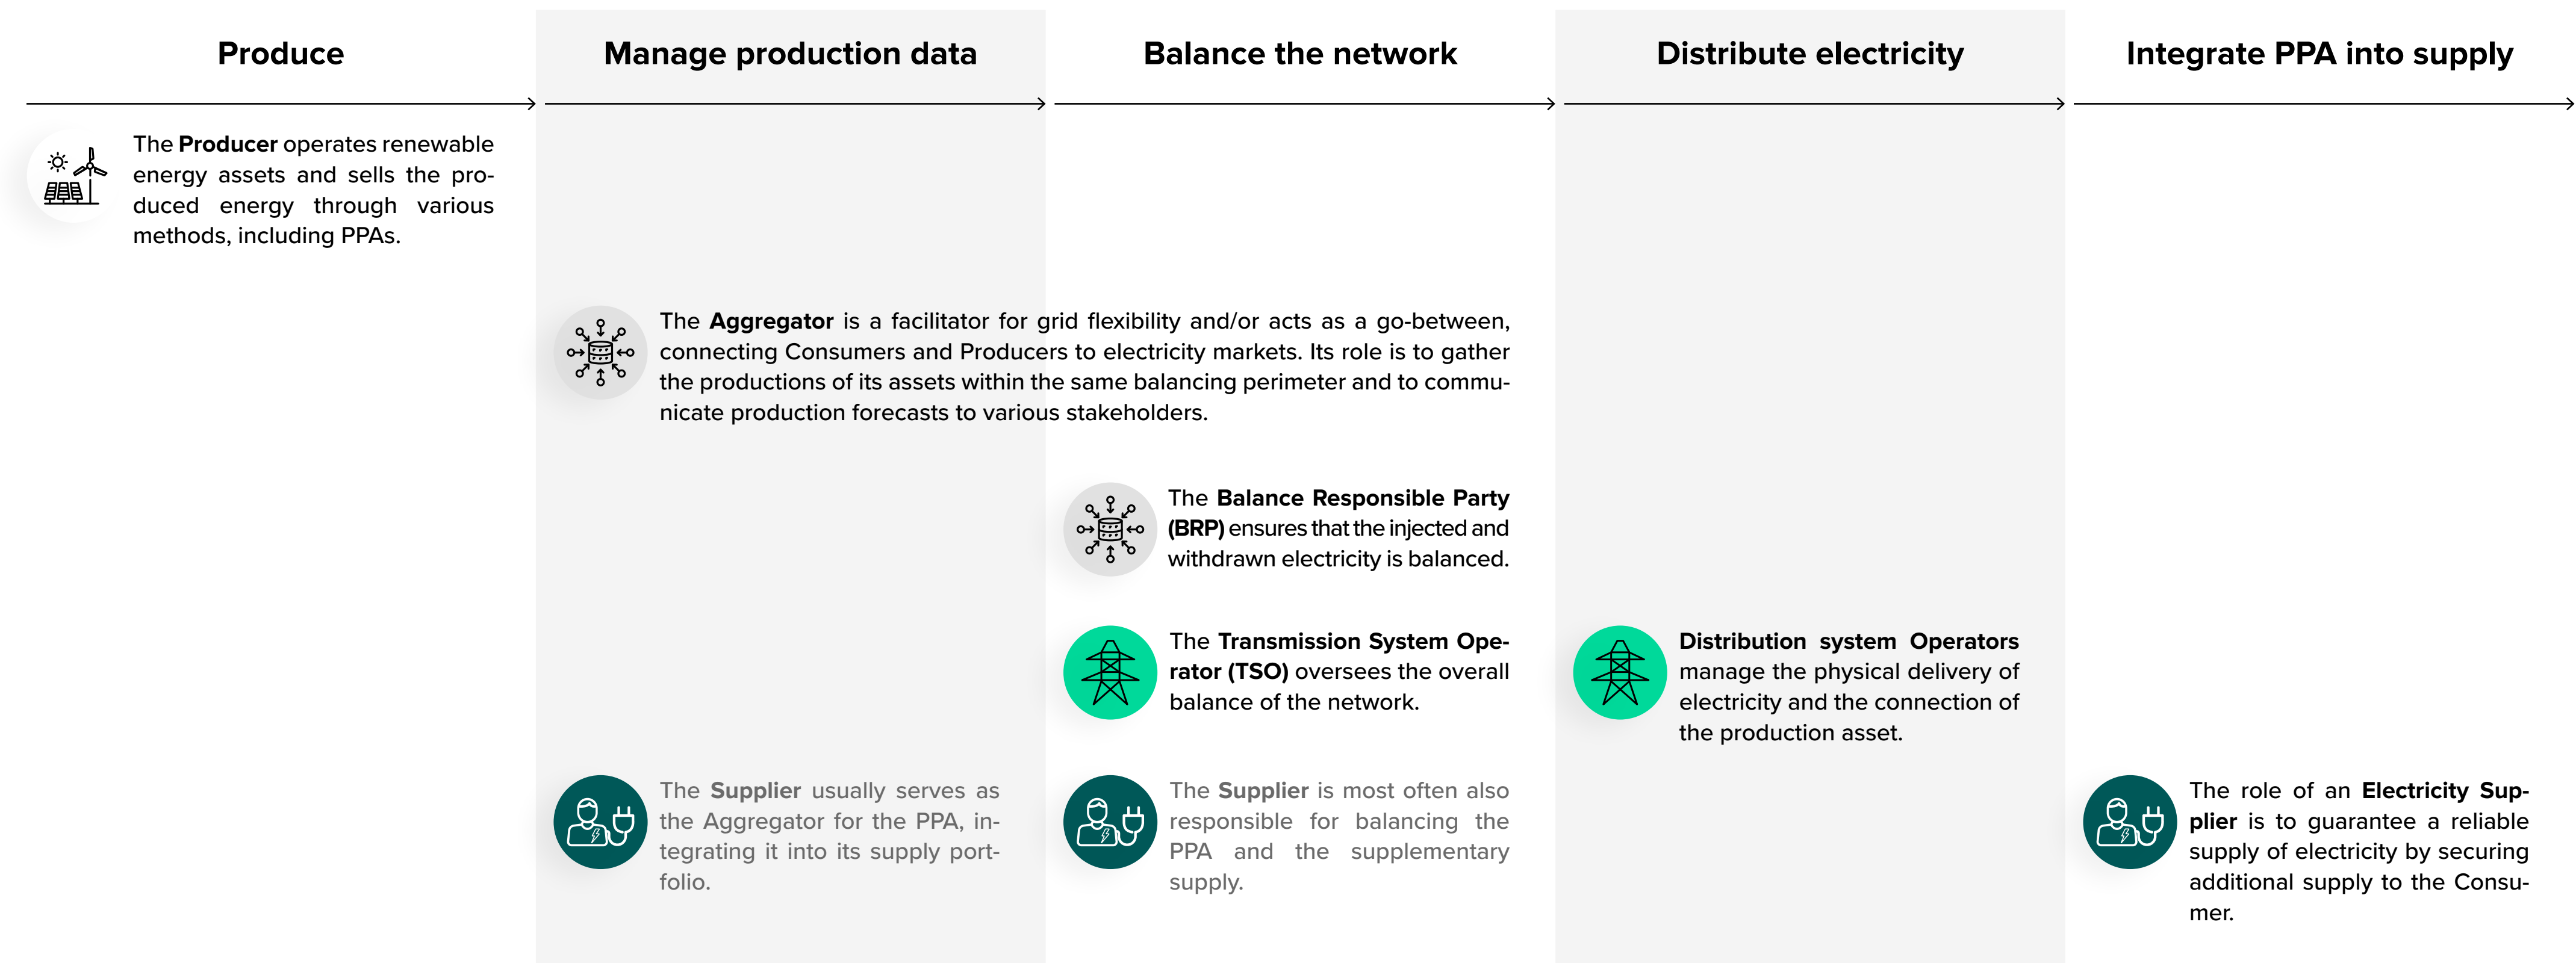 Produce
Manage production data
Balance the network
Distribute electricity
Integrate PPA into supply
The Producer operates renewable
energy assets and sells the pro-
duced energy through various
methods, including PPAs.
The Aggregator is a facilitator for grid flexibility and/or acts as a go-between,
connecting Consumers and Producers to electricity markets. Its role is to gather
the productions of its assets within the same balancing perimeter and to commu-
nicate production forecasts to various stakeholders.
The Balance Responsible Party
(BRP) ensures that the injected and
withdrawn electricity is balanced.
The Transmission System Ope-
rator (TSO) oversees the overall
balance of the network.
Distribution system Operators
manage the physical delivery of
electricity and the connection of
the production asset.
The Supplier usually serves as
the Aggregator for the PPA, in-
tegrating it into its supply port-
folio.
The Supplier is most often also
responsible for balancing the
PPA and the supplementary
supply.
The role of an Electricity Sup-
plier is to guarantee a reliable
supply of electricity by securing
additional supply to the Consu-
mer.